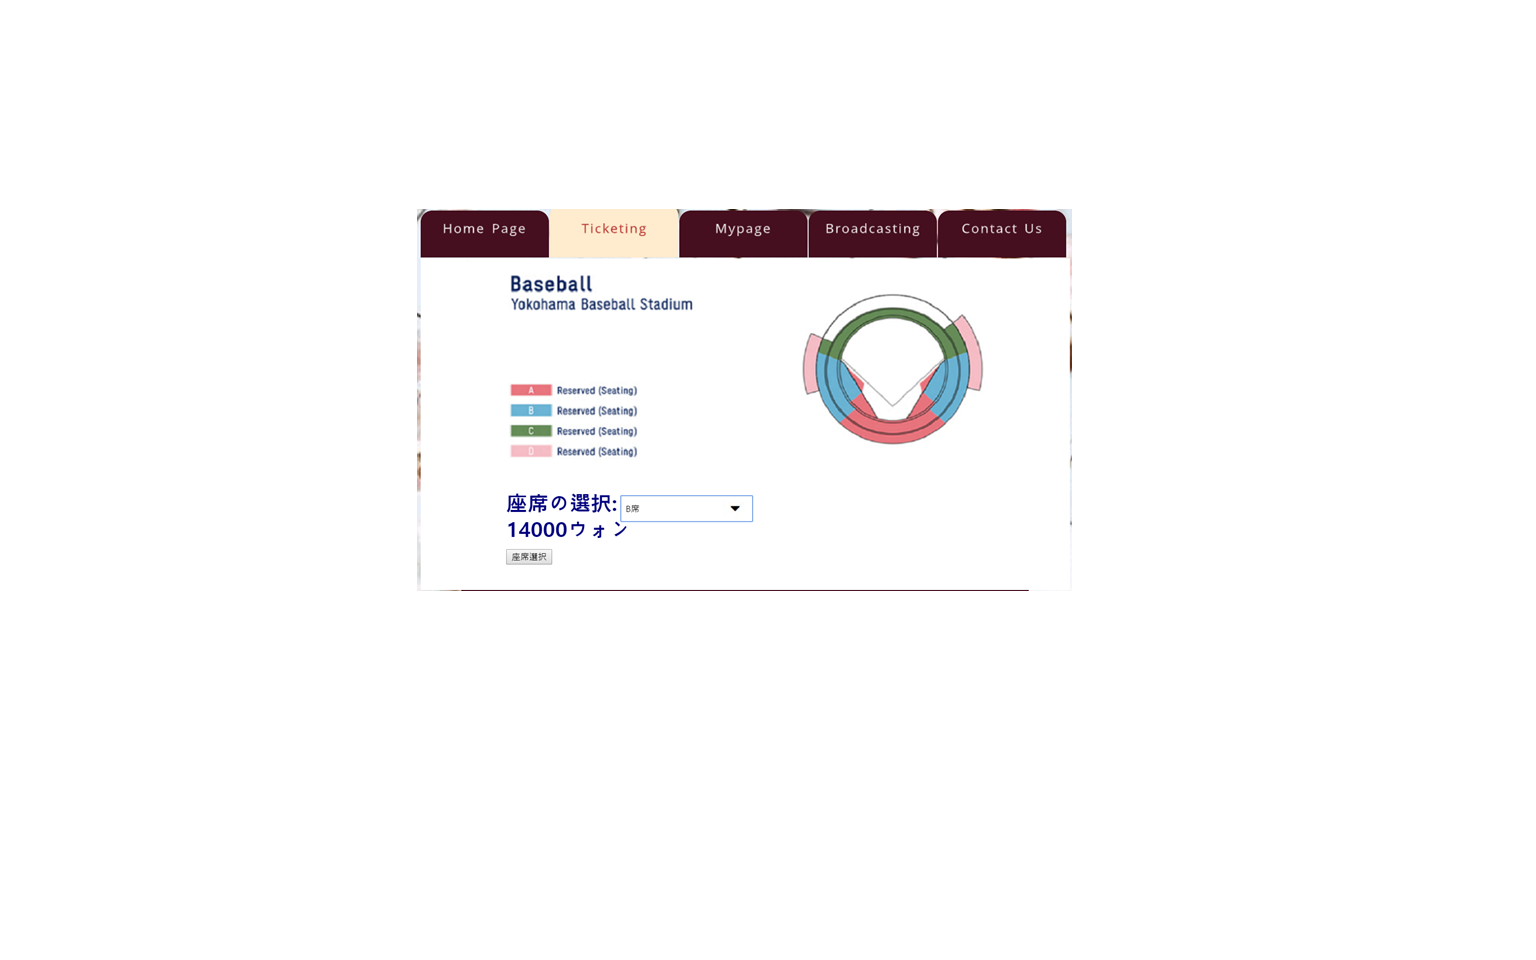 Home Page
Ticketing
Mypage
Broadcasting
Contact Us
Baseball
Yokohama Baseball Stadium
A Reserved (Seating)
B Reserved (Seating)
C Reserved (Seating)
D Reserved (Seating)
座席の選択: B席
14000ウォン
座席選択